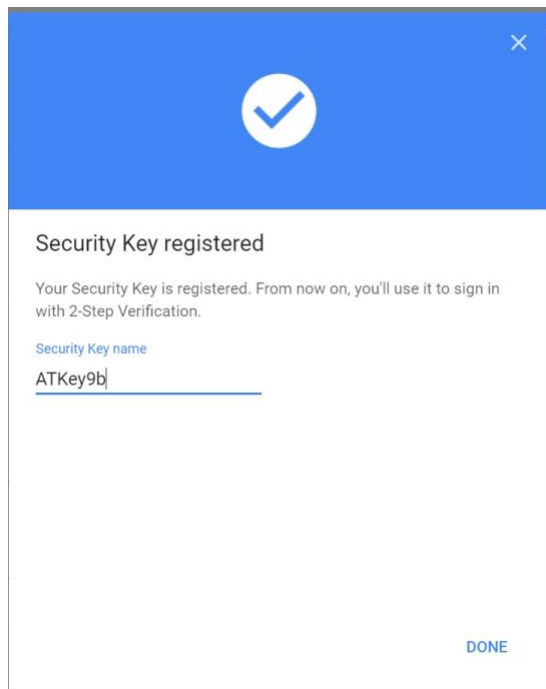 Security Key registered
Your Security Key is registered. From now on, you'll use it to sign in
with 2-Step Verification.
Security Key name
ATKey9b
DONE